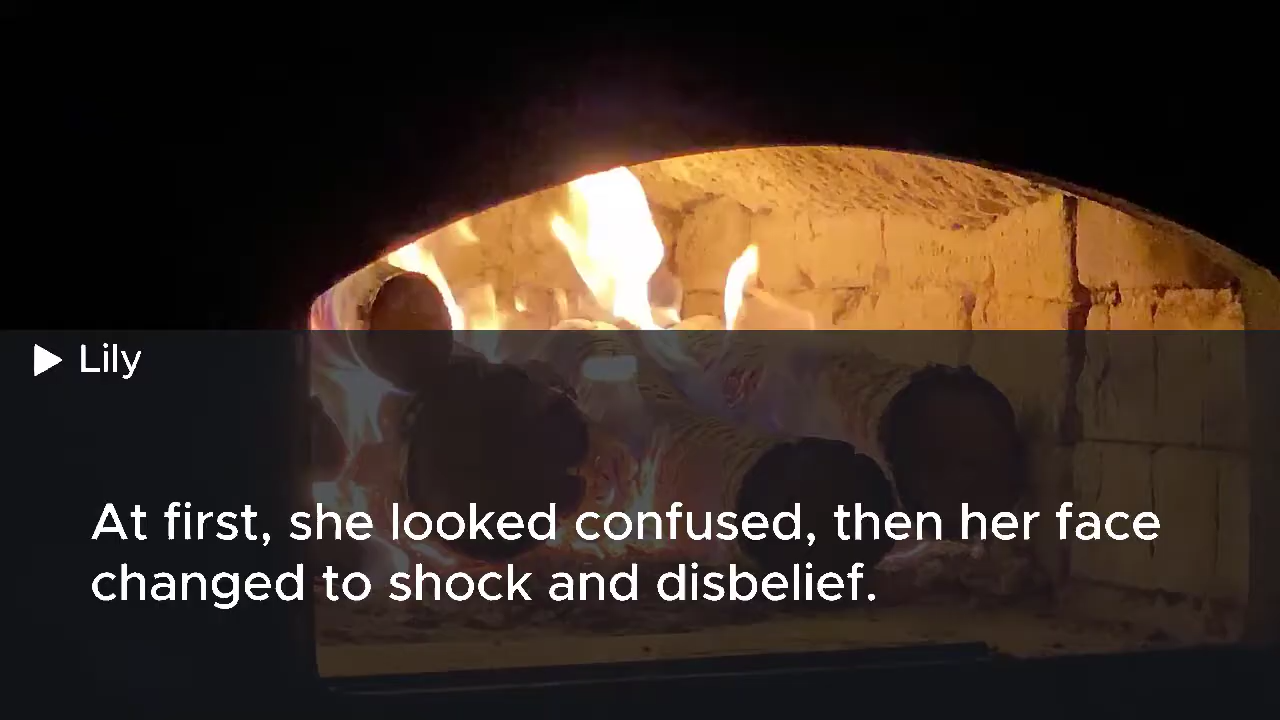 Lily
At first, she looked confused, then her face
changed to shock and disbelief.